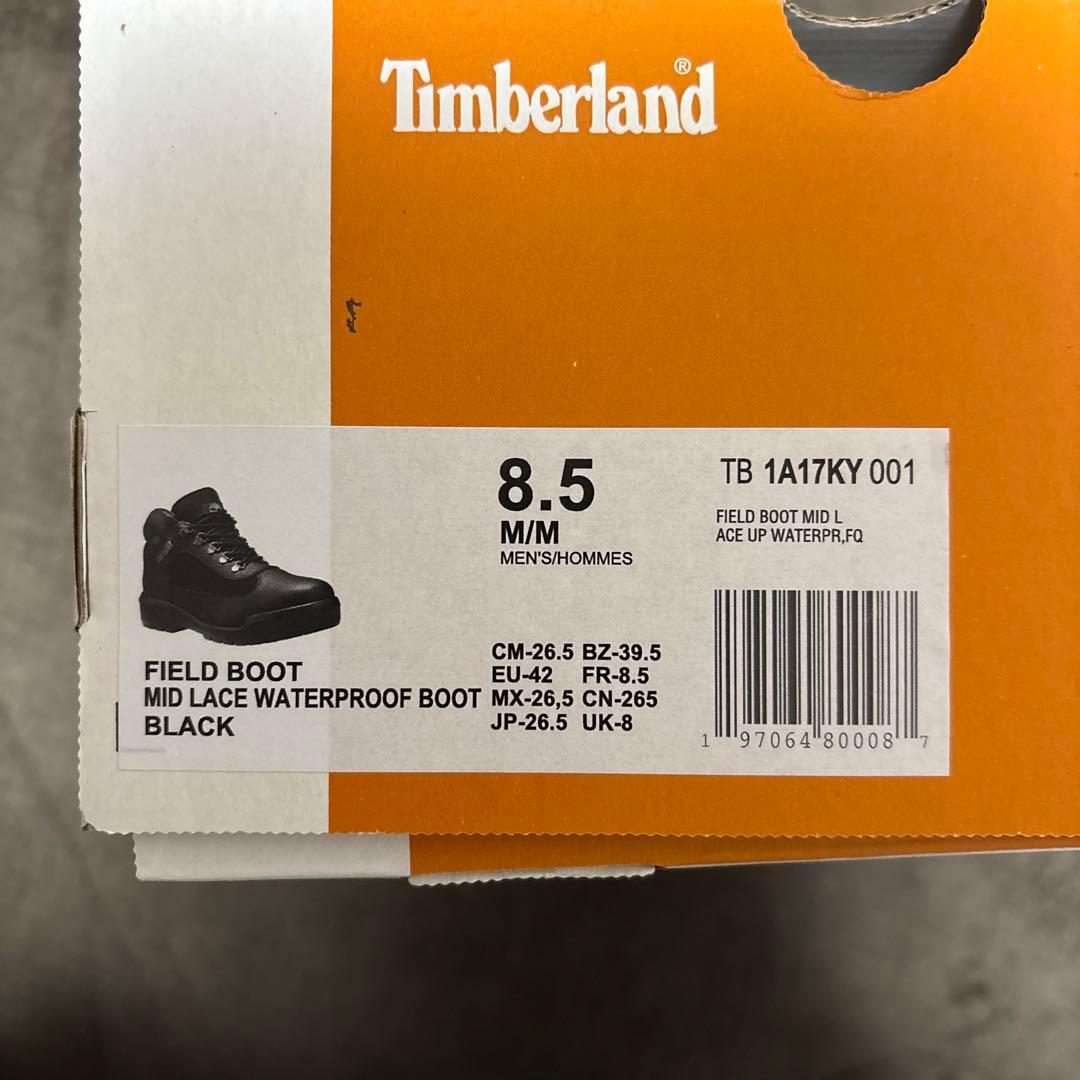 Timberland®
8.5
M/M
MEN'S/HOMMES
TB 1A17KY 001
FIELD BOOT MID L
ACE UP WATERPR,FQ
FIELD BOOT
MID LACE WATERPROOF BOOT
BLACK
CM-26.5 BZ-39.5
EU-42 FR-8.5
MX-26,5 CN-265
JP-26.5 UK-8
1 97064 80008 7